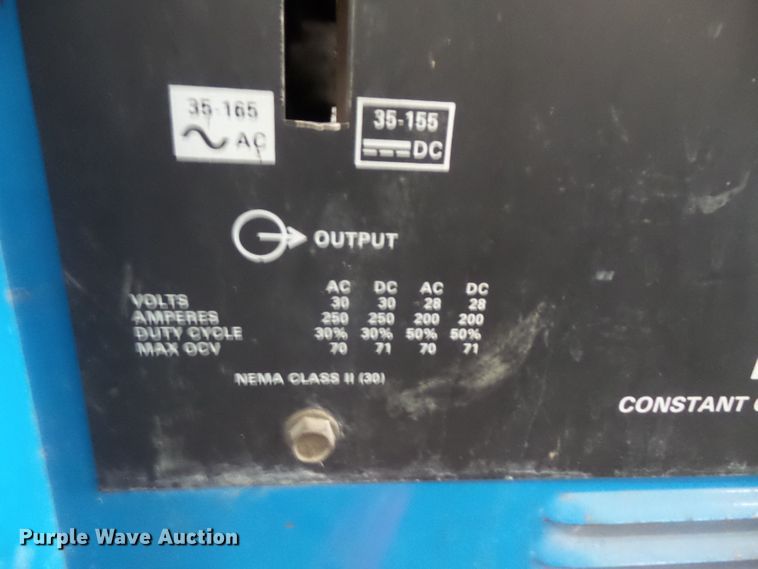 35-165
AC
35-155
DC
OUTPUT
AC DC AC DC
VOLTS 30 30 28 28
AMPERES 250 250 200 200
DUTY CYCLE 30% 30% 50% 50%
MAX OCV 70 71 70 71
NEMA CLASS II (30)
CONSTANT
Purple Wave Auction